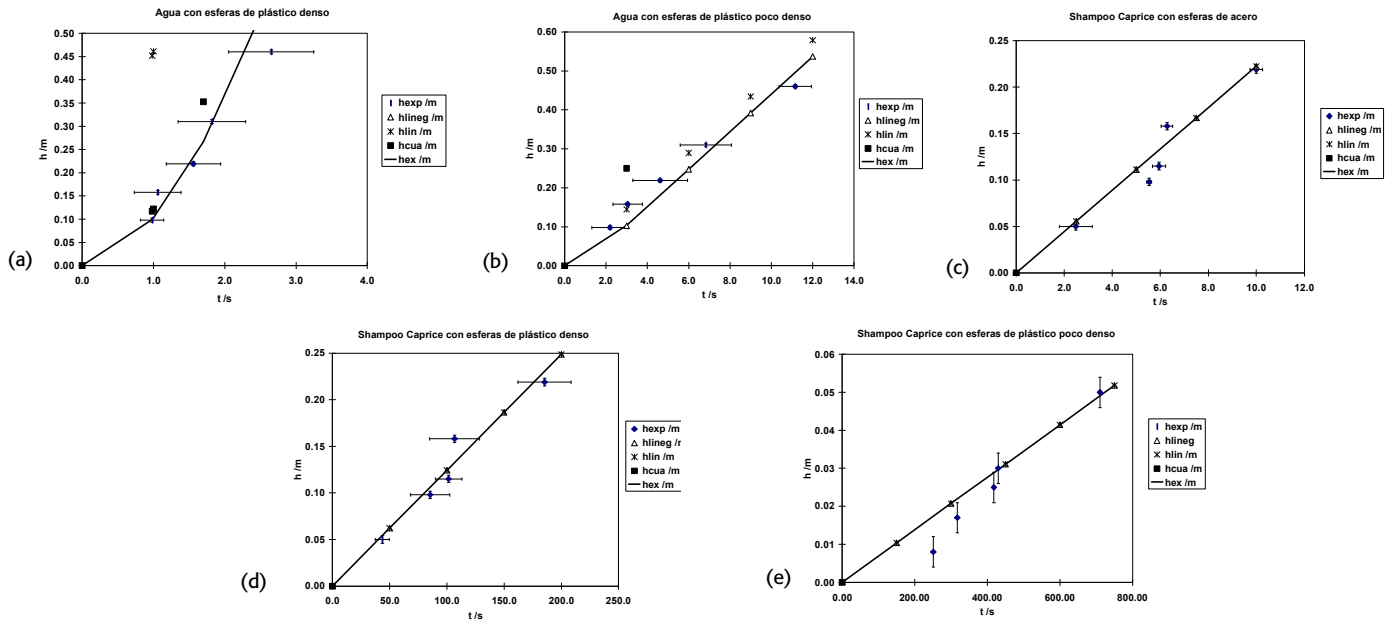 Agua con esferas de plástico denso
0.50
0.45
0.40
0.35
0.30
0.25
0.20
0.15
0.10
0.05
0.00
h /m
0.0 1.0 2.0 3.0 4.0
t /s
hexp /m
hlineg /m
hlin /m
hcua /m
hex /m
(a)
Agua con esferas de plástico poco denso
0.60
0.50
0.40
0.30
0.20
0.10
0.00
h /m
0.0 2.0 4.0 6.0 8.0 10.0 12.0 14.0
t /s
hexp /m
hlineg /m
hlin /m
hcua /m
hex /m
(b)
Shampoo Caprice con esferas de acero
0.25
0.20
0.15
0.10
0.05
0.00
h /m
0.0 2.0 4.0 6.0 8.0 10.0 12.0
t /s
hexp /m
hlineg /m
hlin /m
hcua /m
hex /m
(c)
Shampoo Caprice con esferas de plástico denso
0.25
0.20
0.15
0.10
0.05
0.00
h /m
0.0 50.0 100.0 150.0 200.0 250.0
t /s
hexp /m
hlineg /
hlin /m
hcua /m
hex /m
(d)
Shampoo Caprice con esferas de plástico poco denso
0.06
0.05
0.04
0.03
0.02
0.01
0.00
h /m
0.00 200.00 400.00 600.00 800.00
t /s
hexp /m
hlineg
hlin /m
hcua /m
hex /m
(e)